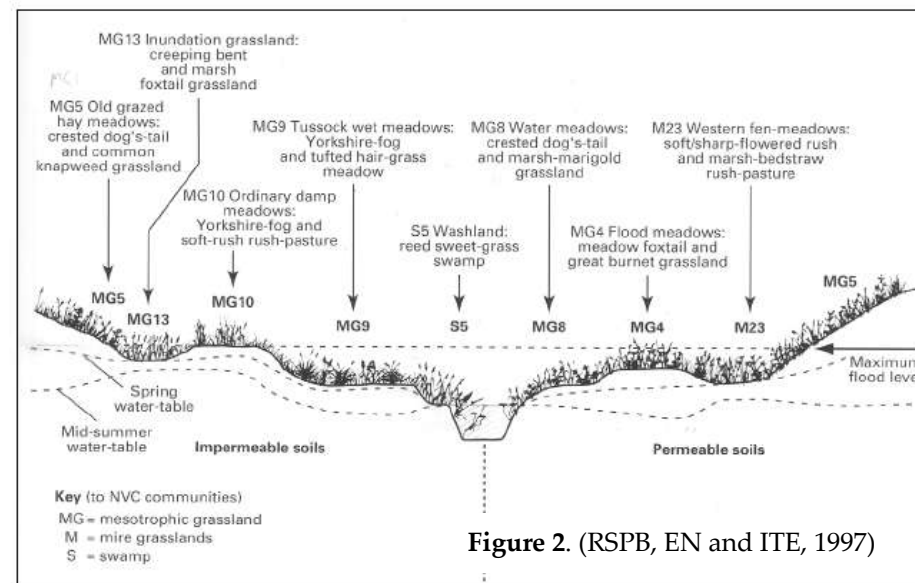 MG13 Inundation grassland:
creeping bent
and marsh
foxtail grassland
MG5 Old grazed
hay meadows:
crested dog's-tail
and common
knapweed grassland
MG10 Ordinary damp
meadows:
Yorkshire-fog and
soft-rush rush-pasture
MG9 Tussock wet meadows:
Yorkshire-fog
and tufted hair-grass
meadow
S5 Washland:
reed sweet-grass
swamp
MG8 Water meadows:
crested dog's-tail
and marsh-marigold
grassland
MG4 Flood meadows:
meadow foxtail and
great burnet grassland
M23 Western fen-meadows:
soft/sharp-flowered rush
and marsh-bedstraw
rush-pasture
MG5
MG13
MG10
MG9
S5
MG8
MG4
M23
MG5
Maximum
flood leve
Spring
water-table
Mid-summer
water-table
Impermeable soils
Permeable soils
Key (to NVC communities)
MG = mesotrophic grassland
M = mire grasslands
S = swamp
Figure 2. (RSPB, EN and ITE, 1997)